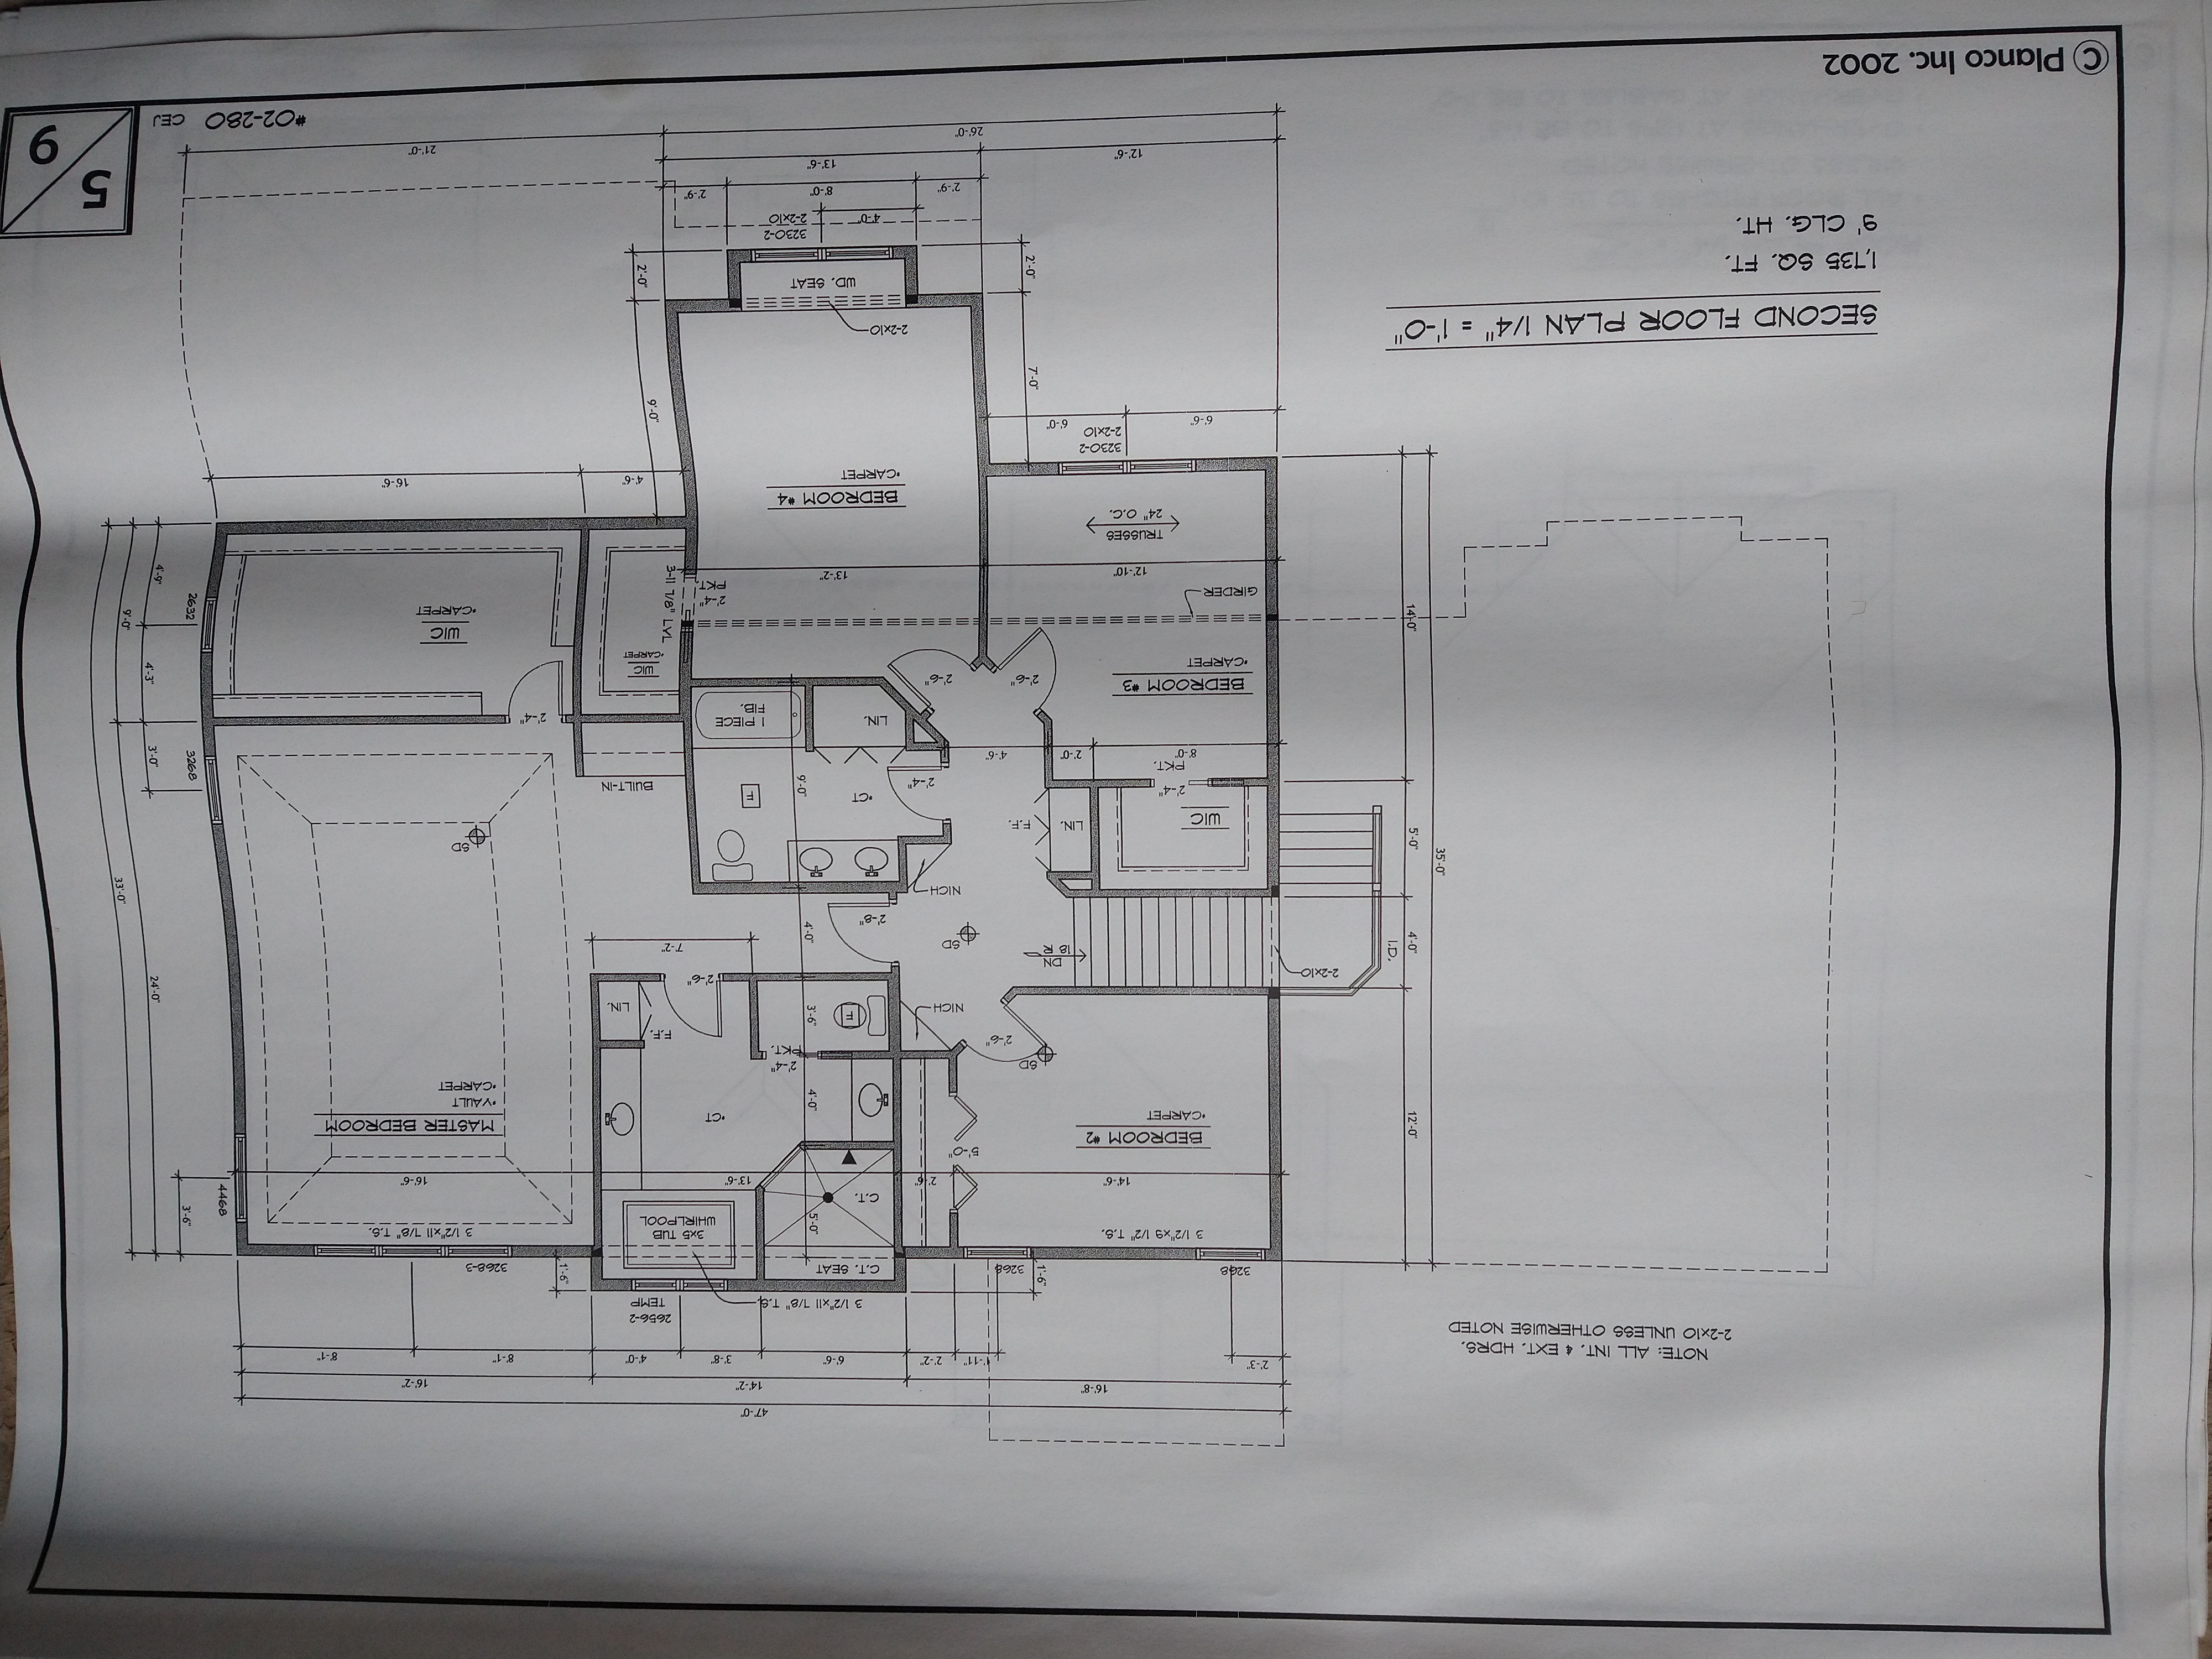 47'-0"
16'-8"
14'-2"
16'-2"
2'-3"
1'-11"
2'-2"
6'-6"
3'-8"
4'-0"
8'-1"
8'-1"
NOTE: ALL INT. & EXT. HDRS.
2-2x10 UNLESS OTHERWISE NOTED
2656-2
TEMP
3 1/2"x11 7/8" T.S.
3268
1'-6"
3268
C.T. SEAT
1'-6"
3268-3
3 1/2"x9 1/2" T.S.
3x5 TUB
WHIRLPOOL
3 1/2"x11 7/8" T.S.
3'-6"
4468
5'-0"
C.T.
14'-6"
2'-6"
13'-6"
16'-6"
5'-0"
BEDROOM #2
•CARPET
12'-0"
•CT
MASTER BEDROOM
•VAULT
•CARPET
4'-0"
SD
2'-6"
2'-4"
PKT.
F.F.
NICH
F
3'-6"
LIN.
24'-0"
2-2x10
I.D.
DN
18 R
2'-6"
SD
4'-0"
7'-2"
4'-0"
2'-8"
NICH
33'-0"
35'-0"
5'-0"
SD
WIC
LIN.
F.F.
2'-4"
PKT.
•CT
F
9'-0"
2'-4"
BUILT-IN
3268
3'-0"
8'-0"
2'-0"
4'-6"
LIN.
1 PIECE
FIB.
2'-4"
BEDROOM #3
•CARPET
2'-6"
2'-6"
WIC
•CARPET
4'-3"
WIC
•CARPET
14'-0"
GIRDER
2'-4"
PKT.
3-11 7/8" LVL
2632
9'-0"
12'-10"
13'-2"
4'-9"
TRUSSES
24" O.C.
BEDROOM #4
•CARPET
4'-6"
16'-6"
3230-2
2-2x10
6'-6"
6'-0"
7'-0"
9'-0"
2-2x10
WD. SEAT
2'-0"
2'-0"
3230-2
2-2x10
4'-0"
2'-9"
8'-0"
2'-9"
12'-6"
13'-6"
21'-0"
26'-0"
SECOND FLOOR PLAN 1/4" = 1'-0"
1,735 SQ. FT.
9' CLG. HT.
5/9
#02-280 CEJ
© Planco Inc. 2002